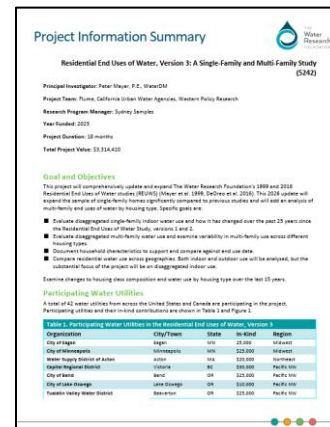 Project Information Summary
THE
Water
Research
FOUNDATION
Residential End Uses of Water, Version 3: A Single-Family and Multi-Family Study
(5242)
Principal Investigator: Peter Mayer, P.E., WaterDM
Project Team: Flume, California Urban Water Agencies, Western Policy Research
Research Program Manager: Sydney Samples
Year Funded: 2023
Project Duration: 18 months
Total Project Value: $3,314,410
Goal and Objectives
This project will comprehensively update and expand The Water Research Foundation's 1999 and 2016
Residential End Uses of Water studies (REUWS) (Mayer et al. 1999, DeOreo et al. 2016). This 2026 update will
expand the sample of single-family homes significantly compared to previous studies and will add an analysis of
multi-family end uses of water by housing type. Specific goals are:
■ Evaluate disaggregated single-family indoor water use and how it has changed over the past 25 years since
the Residential End Uses of Water Study, versions 1 and 2.
■ Evaluate disaggregated multi-family water use and examine variability in multi-family use across different
housing types.
■ Document household characteristics to support and compare against end use data.
■ Compare residential water use across geographies. Both indoor and outdoor use will be analyzed, but the
substantial focus of the project will be on disaggregated indoor use.
Examine changes to housing class composition and water use by housing type over the last 15 years.
Participating Water Utilities
A total of 42 water utilities from across the United States and Canada are participating in the project.
Participating utilities and their in-kind contributions are shown in Table 1 and Figure 1.
Table 1. Participating Water Utilities in the Residential End Uses of Water, Version 3
Organization City/Town State In-Kind Region
City of Eagan Eagan MN 25,000 Midwest
City of Minneapolis Minneapolis MN $25,000 Midwest
Water Supply District of Acton Acton MA $20,000 Northeast
Capital Regional District Victoria BC Pacific NW
City of Bend Bend OR $25,000 Pacific NW
City of Lake Oswego Lake Oswego OR $10,000 Pacific NW
Tualatin Valley Water District Beaverton OR $25,000 Pacific NW